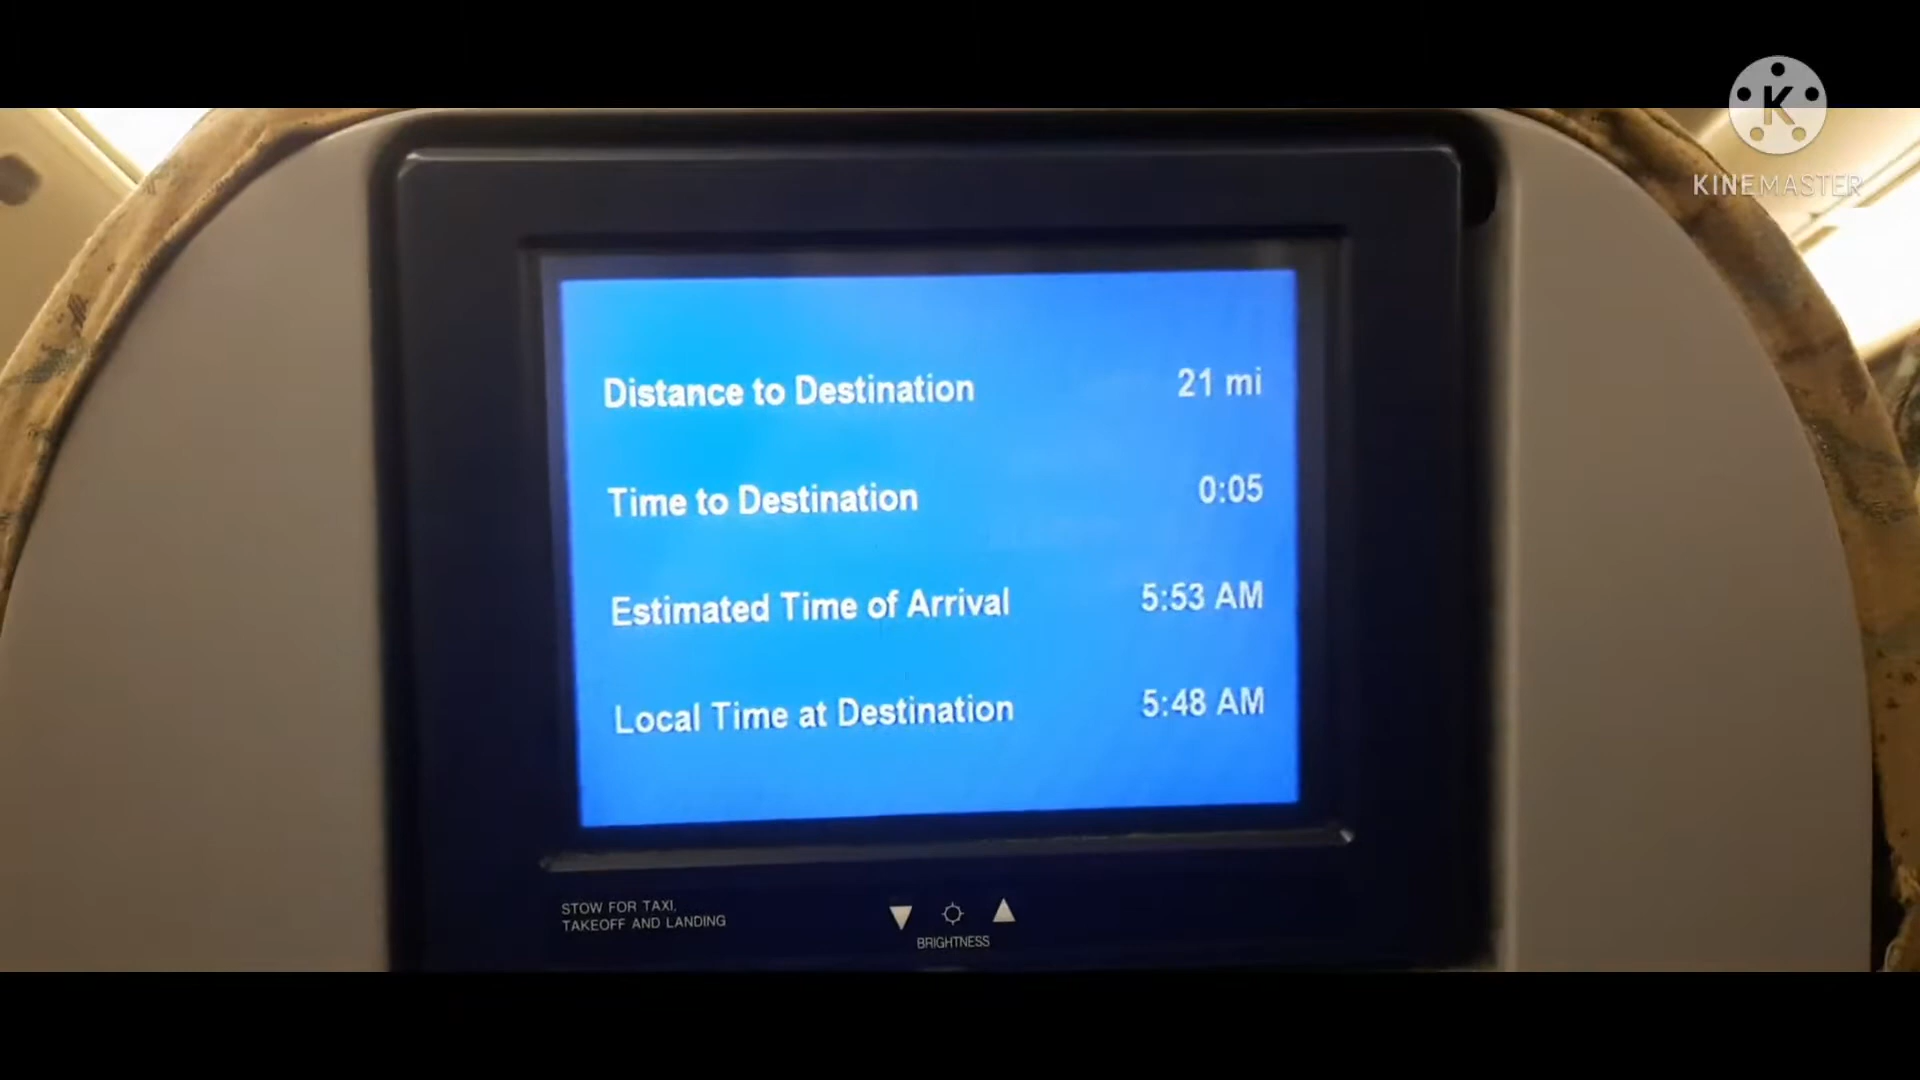 K
KINEMASTER
Distance to Destination 21 mi
Time to Destination 0:05
Estimated Time of Arrival 5:53 AM
Local Time at Destination 5:48 AM
STOW FOR TAXI,
TAKEOFF AND LANDING
BRIGHTNESS